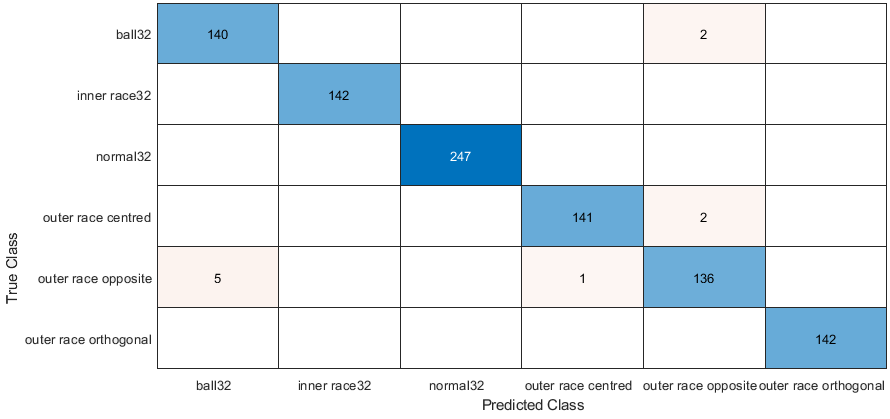 ball32 140 2
inner race32 142
normal32 247
outer race centred 141 2
outer race opposite 5 1 136
outer race orthogonal 142
True Class
ball32 inner race32 normal32 outer race centred outer race opposite outer race orthogonal
Predicted Class